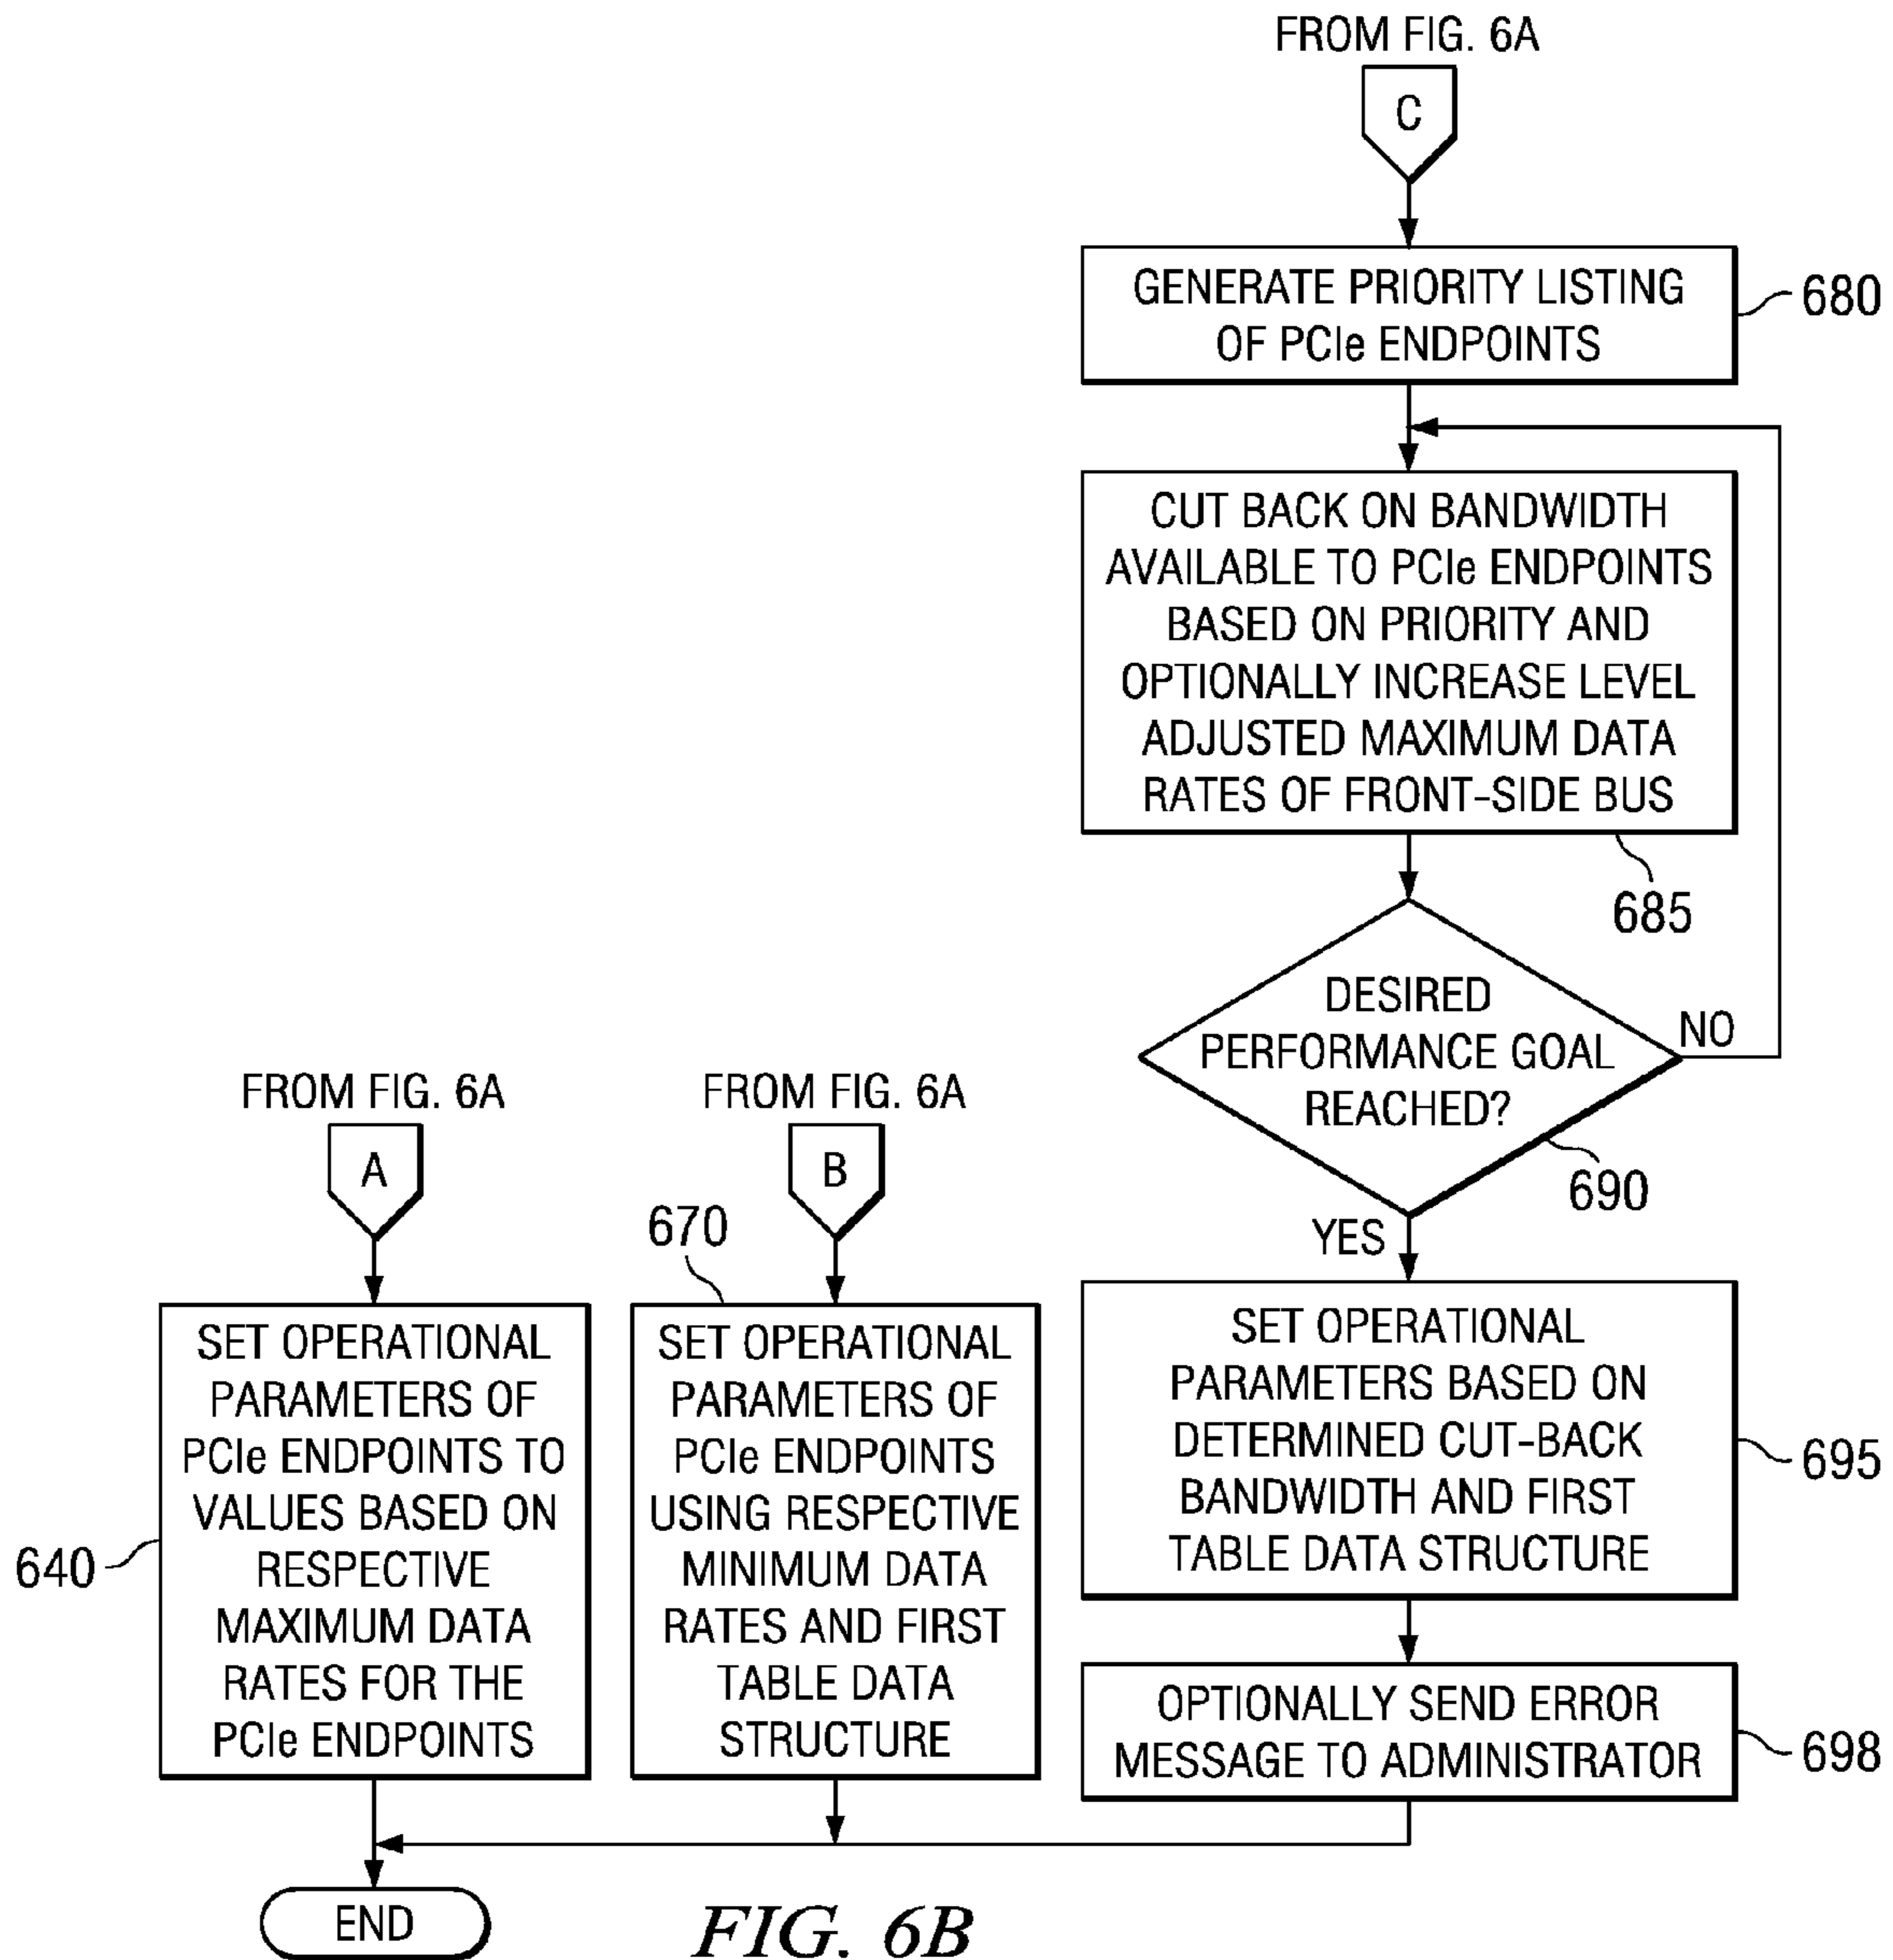 FROM FIG. 6A
C
GENERATE PRIORITY LISTING
OF PCIe ENDPOINTS
680
CUT BACK ON BANDWIDTH
AVAILABLE TO PCIe ENDPOINTS
BASED ON PRIORITY AND
OPTIONALLY INCREASE LEVEL
ADJUSTED MAXIMUM DATA
RATES OF FRONT-SIDE BUS
685
DESIRED
PERFORMANCE GOAL
REACHED?
NO
690
YES
FROM FIG. 6A
A
SET OPERATIONAL
PARAMETERS OF
PCIe ENDPOINTS TO
VALUES BASED ON
RESPECTIVE
MAXIMUM DATA
RATES FOR THE
PCIe ENDPOINTS
640
FROM FIG. 6A
B
670
SET OPERATIONAL
PARAMETERS OF
PCIe ENDPOINTS
USING RESPECTIVE
MINIMUM DATA
RATES AND FIRST
TABLE DATA
STRUCTURE
SET OPERATIONAL
PARAMETERS BASED ON
DETERMINED CUT-BACK
BANDWIDTH AND FIRST
TABLE DATA STRUCTURE
695
OPTIONALLY SEND ERROR
MESSAGE TO ADMINISTRATOR
698
END
FIG. 6B